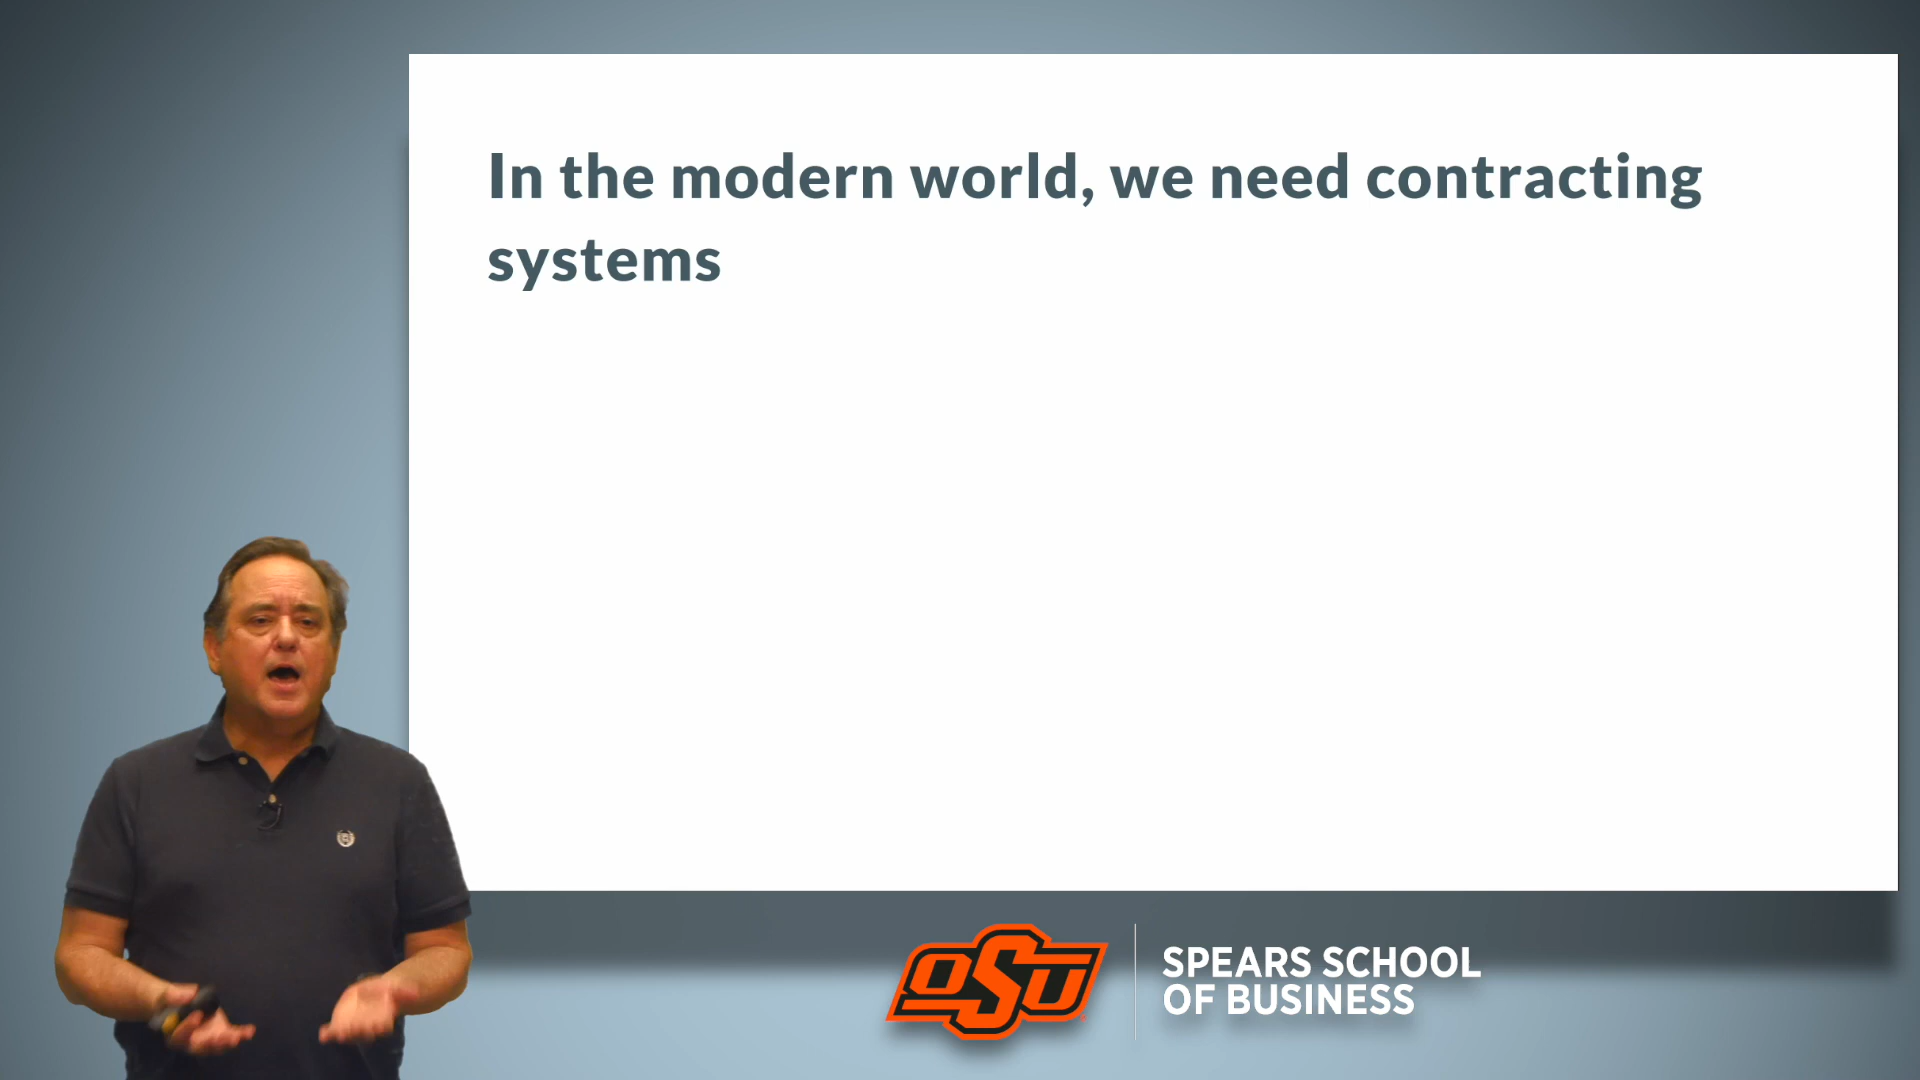 In the modern world, we need contracting
systems
OSU
SPEARS SCHOOL
OF BUSINESS